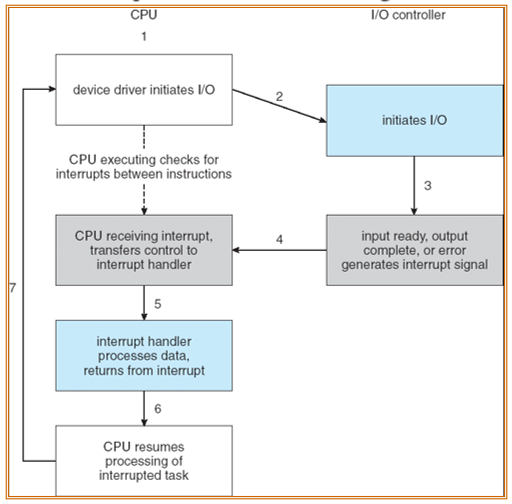 CPU
I/O controller
1
device driver initiates I/O
2
initiates I/O
CPU executing checks for
interrupts between instructions
3
CPU receiving interrupt,
transfers control to
interrupt handler
4
input ready, output
complete, or error
generates interrupt signal
7
5
interrupt handler
processes data,
returns from interrupt
6
CPU resumes
processing of
interrupted task